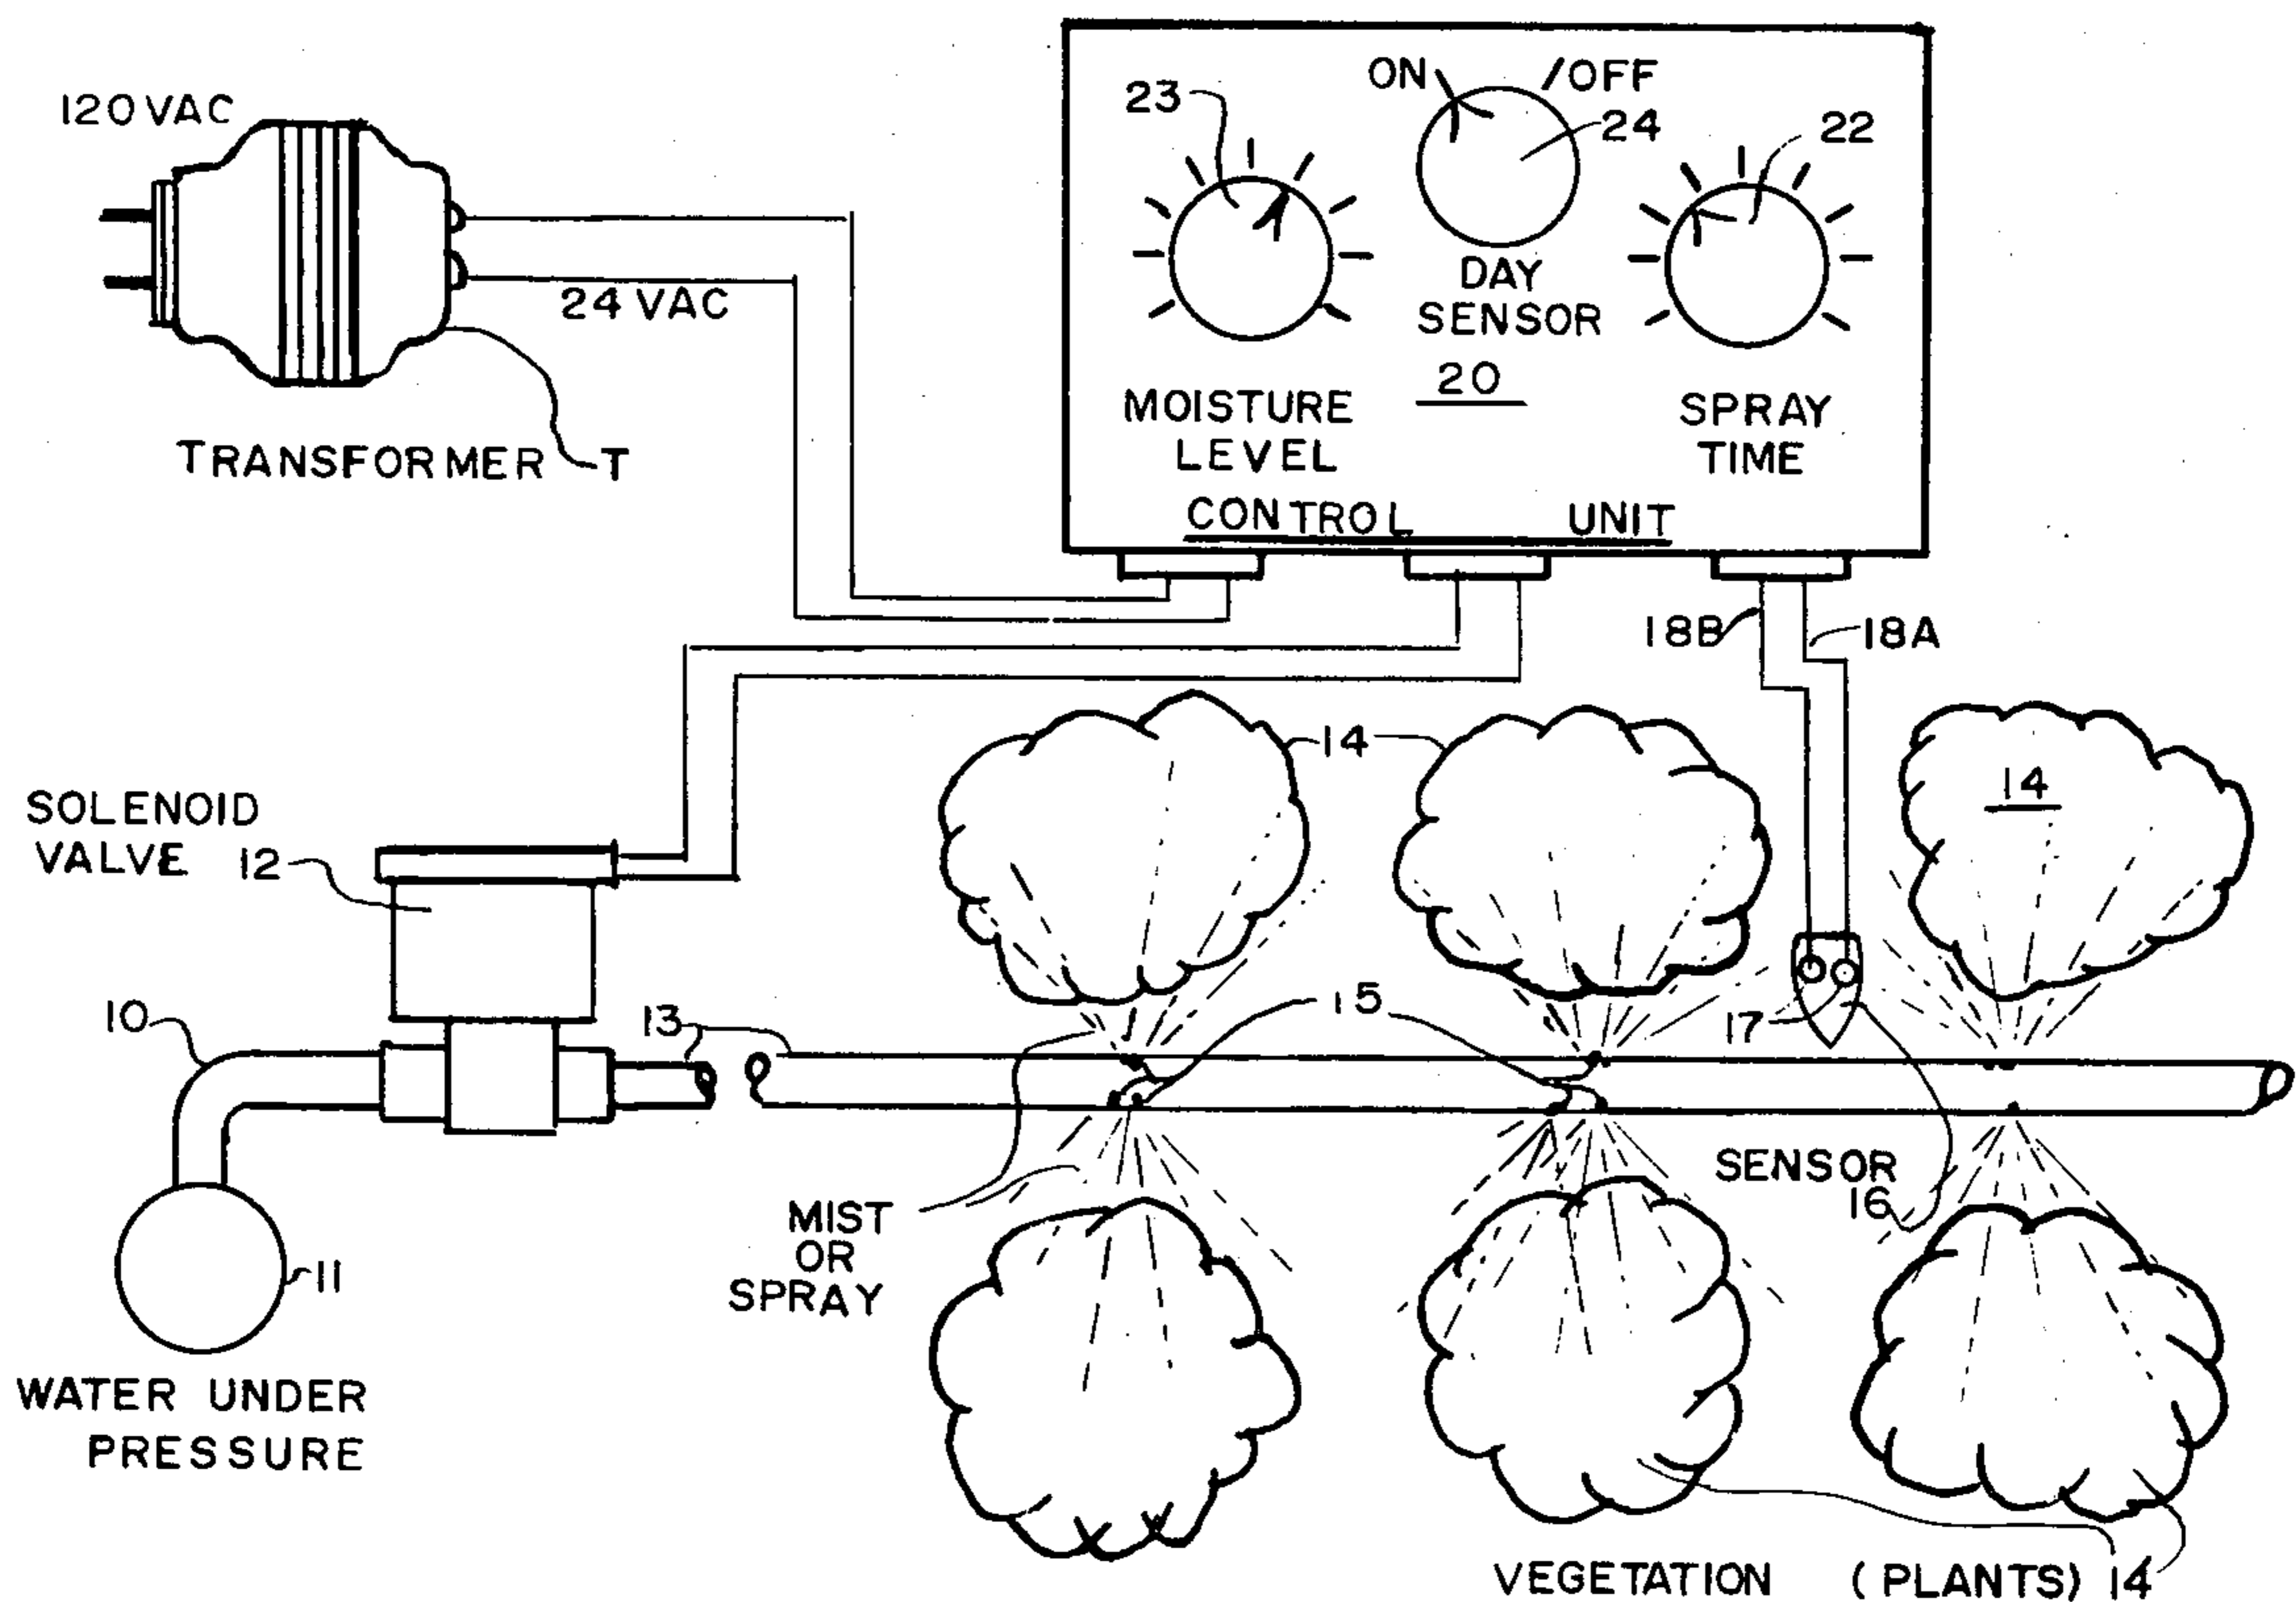 120 VAC
24 VAC
TRANSFORMER T
ON /OFF
23
24
22
DAY
SENSOR
20
MOISTURE
LEVEL
SPRAY
TIME
CONTROL UNIT
18B
18A
14
14
SOLENOID
VALVE 12
10
13
15
17
11
WATER UNDER
PRESSURE
MIST
OR
SPRAY
SENSOR
16
VEGETATION (PLANTS) 14